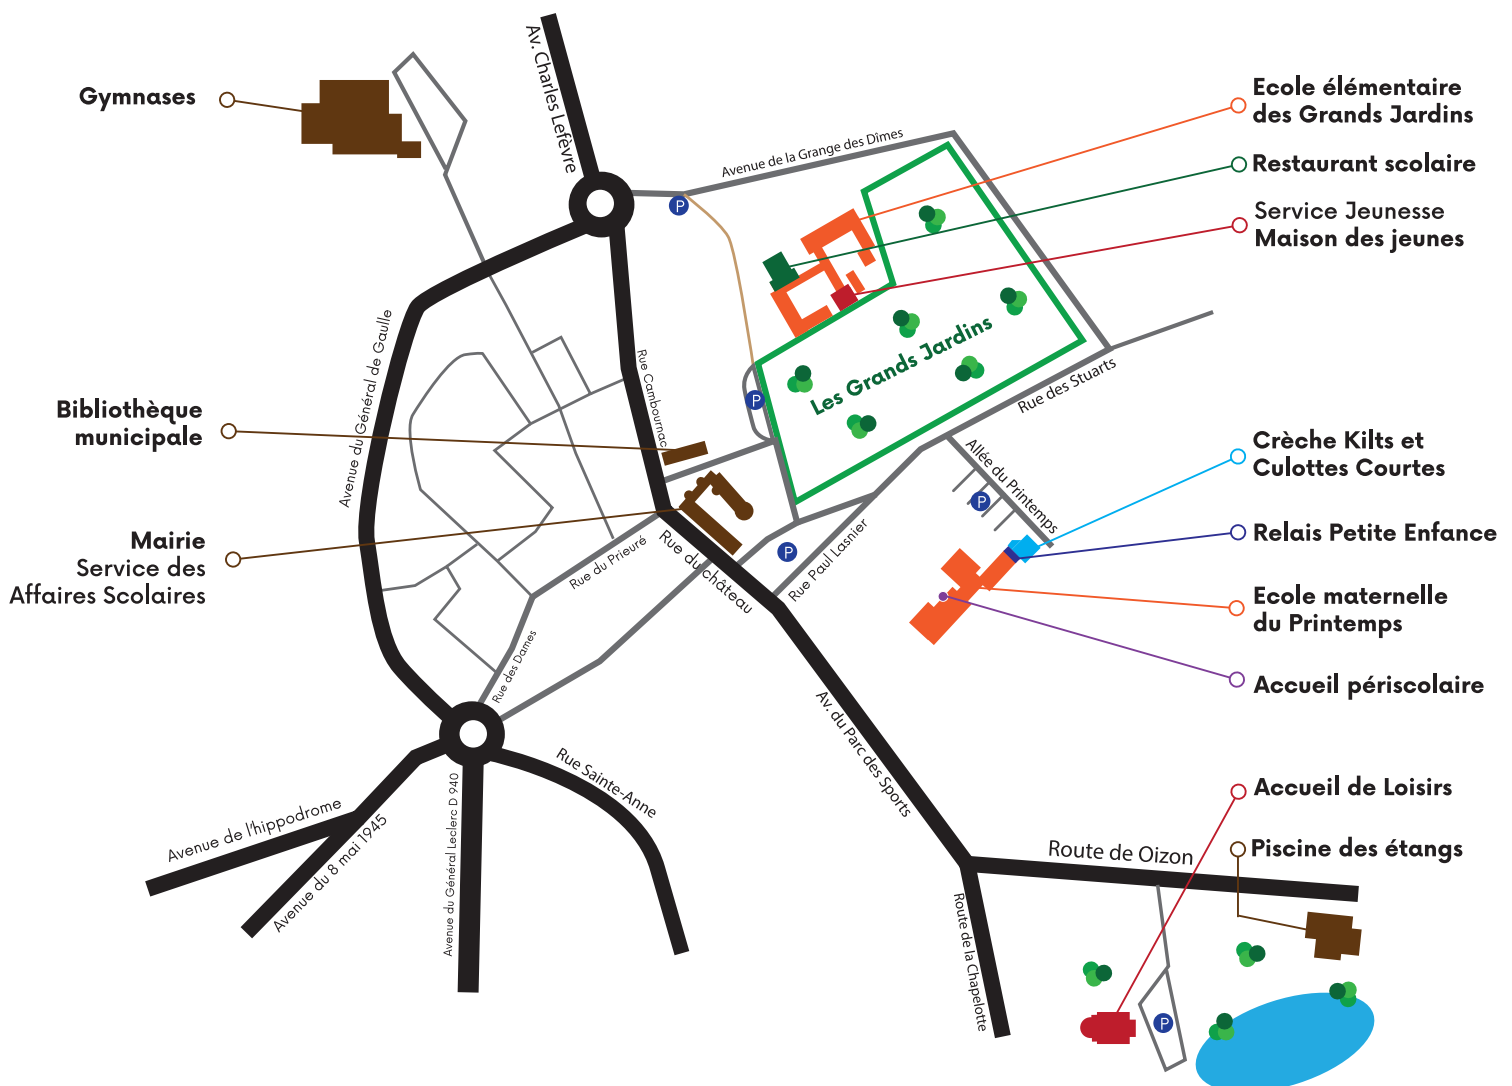 Av. Charles Lefèvre
Gymnases
Ecole élémentaire
des Grands Jardins
Avenue de la Grange des Dîmes
Restaurant scolaire
P
Service Jeunesse
Maison des jeunes
Avenue du Général de Gaulle
Les Grands Jardins
Rue Cambournac
Rue des Stuarts
P
Bibliothèque
municipale
Crèche Kilts et
Culottes Courtes
Allée du Printemps
P
Mairie
Service des
Affaires Scolaires
Relais Petite Enfance
Rue du Prieuré
Rue du château
P
Rue Paul Lasnier
Ecole maternelle
du Printemps
Rue des Dames
Accueil périscolaire
Av. du Parc des Sports
Rue Sainte-Anne
Accueil de Loisirs
Avenue de l'hippodrome
Avenue du 8 mai 1945
Avenue du Général Leclerc D 940
Route de Oizon
Piscine des étangs
Route de la Chapelotte
P